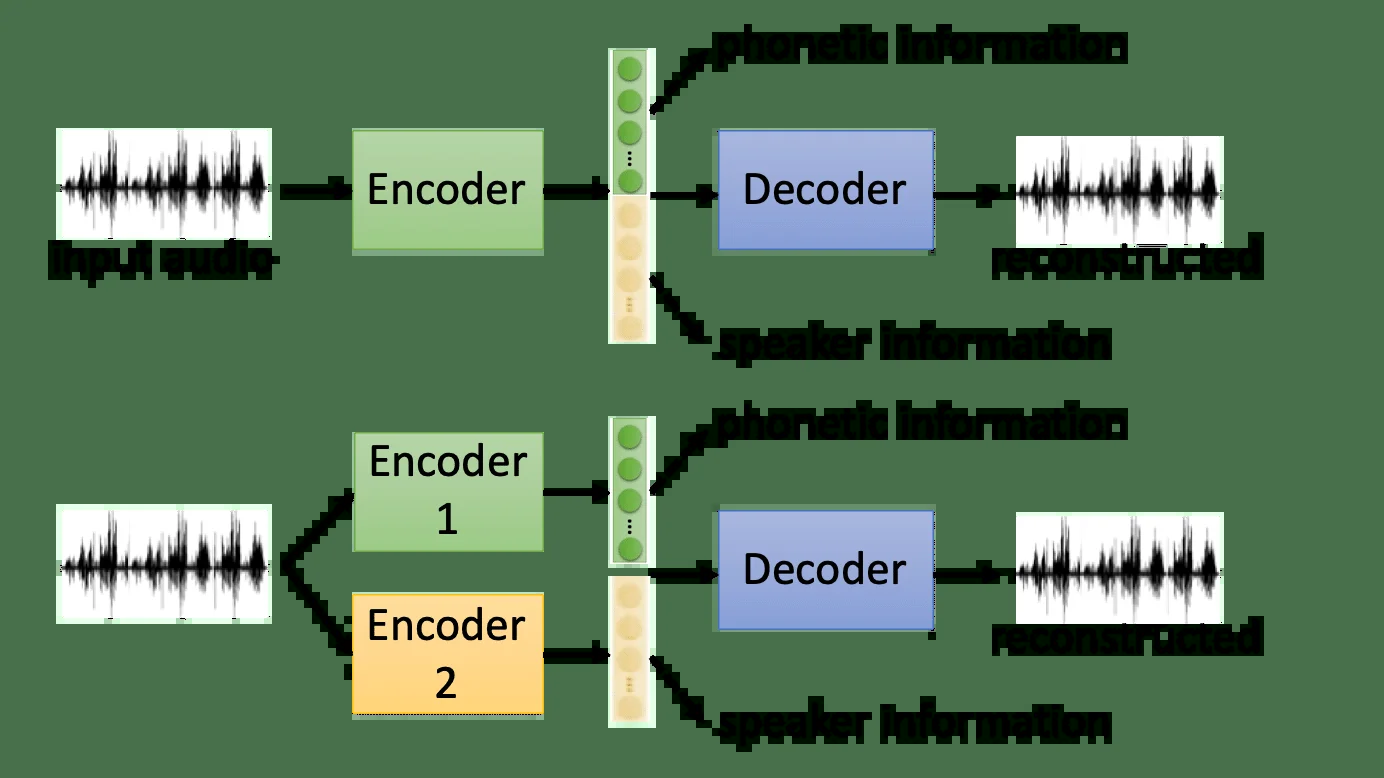 phonetic information
Encoder
Decoder
input audio
reconstructed
speaker information
phonetic information
Encoder
1
Decoder
Encoder
2
reconstructed
speaker information